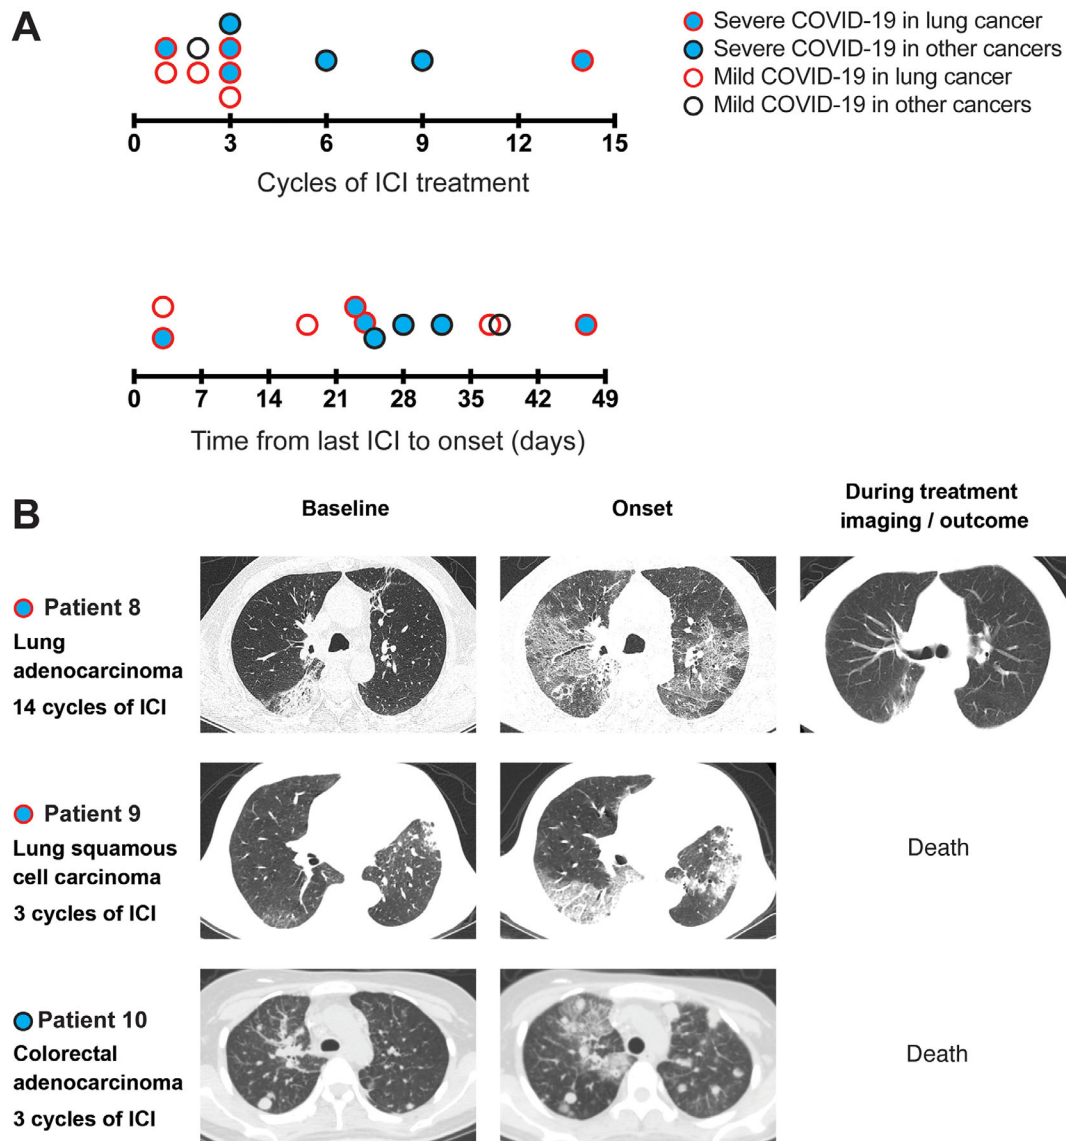 A
Severe COVID-19 in lung cancer
Severe COVID-19 in other cancers
Mild COVID-19 in lung cancer
Mild COVID-19 in other cancers
0 3 6 9 12 15
Cycles of ICI treatment
0 7 14 21 28 35 42 49
Time from last ICI to onset (days)
B
Baseline
Onset
During treatment
imaging / outcome
Patient 8
Lung
adenocarcinoma
14 cycles of ICI
Patient 9
Lung squamous
cell carcinoma
3 cycles of ICI
Death
Patient 10
Colorectal
adenocarcinoma
3 cycles of ICI
Death